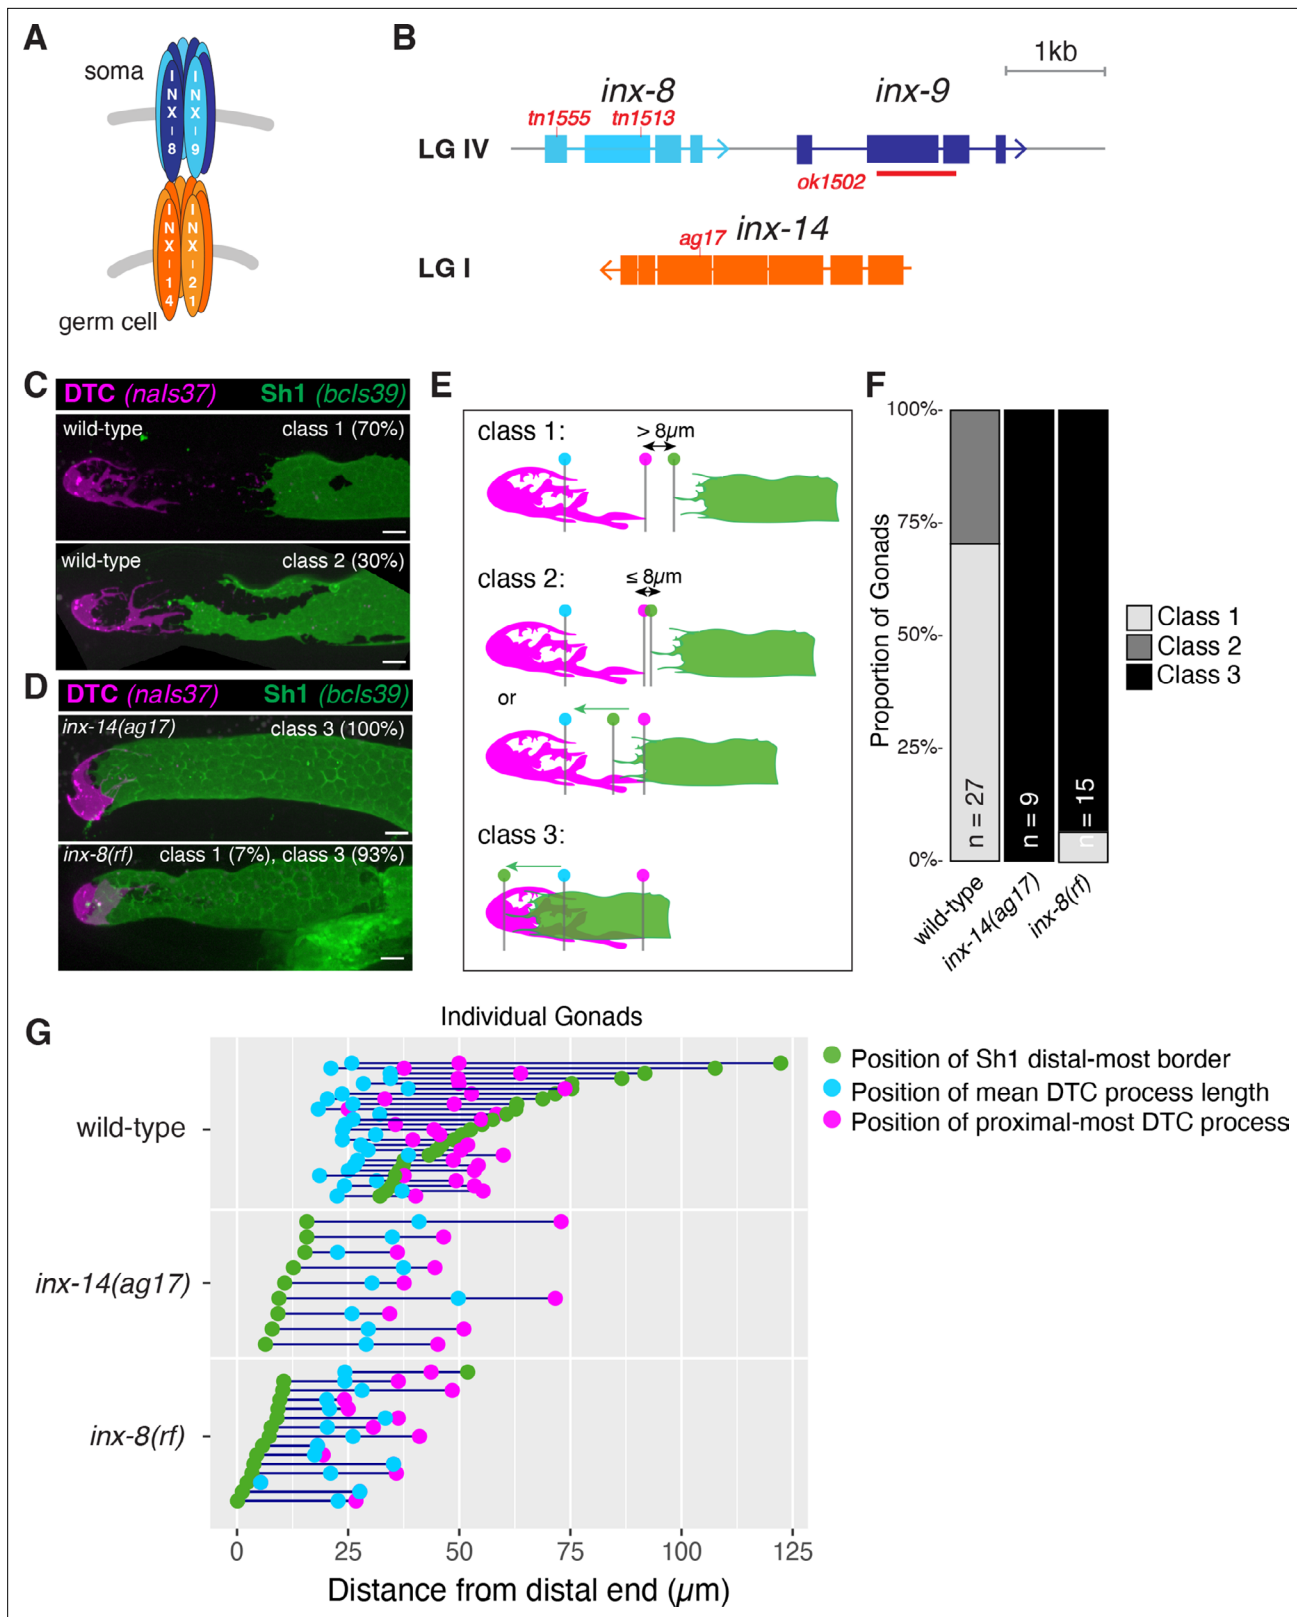 A
soma
INX-8
INX-9
INX-14
INX-21
germ cell
B
1kb
inx-8
inx-9
tn1555
tn1513
LG IV
ok1502
inx-14
ag17
LG I
C
DTC (naIs37) Sh1 (bcIs39)
wild-type class 1 (70%)
wild-type class 2 (30%)
D
DTC (naIs37) Sh1 (bcIs39)
inx-14(ag17) class 3 (100%)
inx-8(rf) class 1 (7%), class 3 (93%)
E
class 1:
> 8µm
class 2:
≤ 8µm
or
class 3:
F
Proportion of Gonads
100%-
75%-
50%-
25%-
0%-
n = 27
n = 9
n = 15
wild-type
inx-14(ag17)
inx-8(rf)
Class 1
Class 2
Class 3
G
Individual Gonads
wild-type
inx-14(ag17)
inx-8(rf)
0 25 50 75 100 125
Distance from distal end (µm)
Position of Sh1 distal-most border
Position of mean DTC process length
Position of proximal-most DTC process